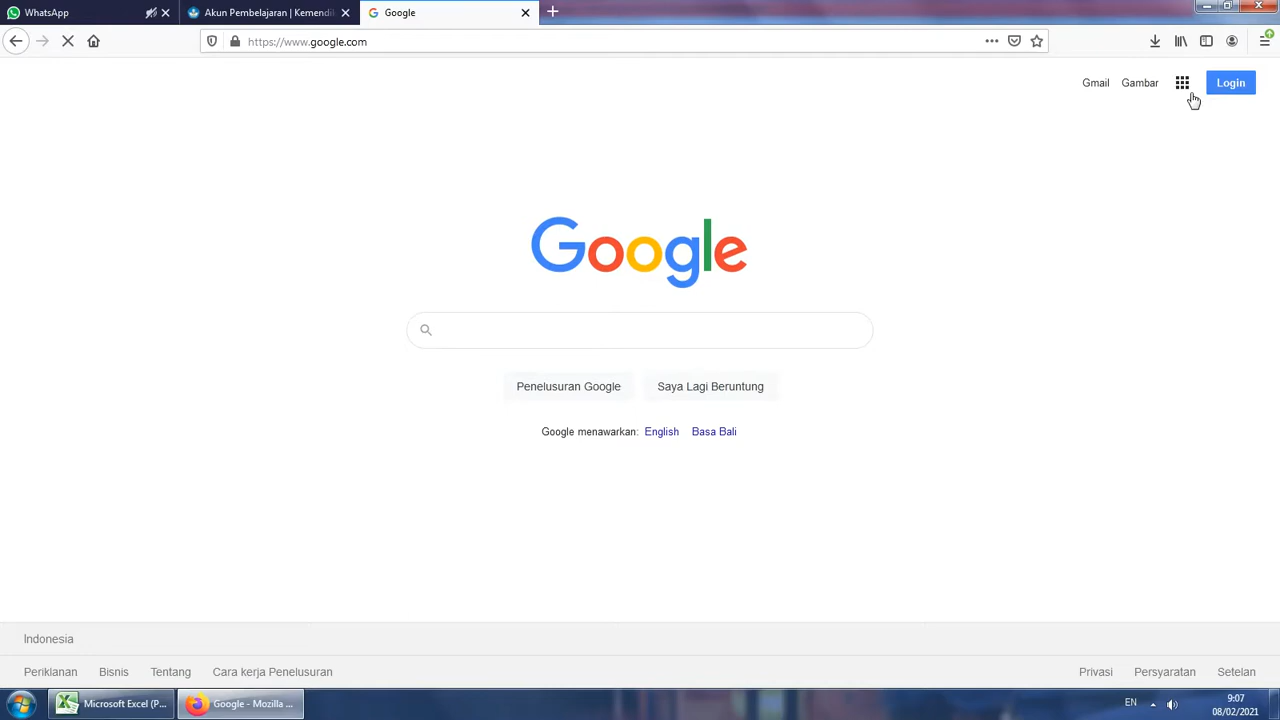 WhatsApp
Akun Pembelajaran | Kemendik
Google
https://www.google.com
Gmail Gambar Login
Google
Penelusuran Google Saya Lagi Beruntung
Google menawarkan: English Basa Bali
Indonesia
Periklanan Bisnis Tentang Cara kerja Penelusuran Privasi Persyaratan Setelan
Microsoft Excel (P...
Google - Mozilla ...
EN
9:07
08/02/2021